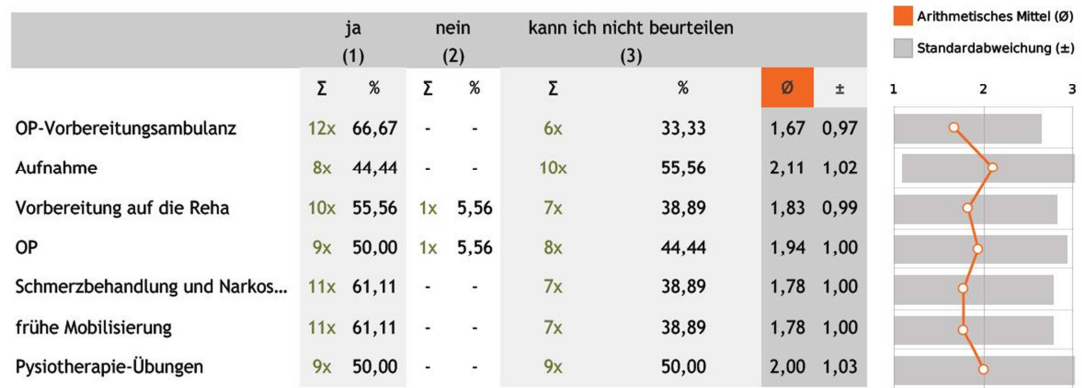 ja nein kann ich nicht beurteilen
(1) (2) (3)
Σ % Σ % Σ % Ø ±
OP-Vorbereitungsambulanz 12x 66,67 - - 6x 33,33 1,67 0,97
Aufnahme 8x 44,44 - - 10x 55,56 2,11 1,02
Vorbereitung auf die Reha 10x 55,56 1x 5,56 7x 38,89 1,83 0,99
OP 9x 50,00 1x 5,56 8x 44,44 1,94 1,00
Schmerzbehandlung und Narkos... 11x 61,11 - - 7x 38,89 1,78 1,00
frühe Mobilisierung 11x 61,11 - - 7x 38,89 1,78 1,00
Pysiotherapie-Übungen 9x 50,00 - - 9x 50,00 2,00 1,03
Arithmetisches Mittel (Ø)
Standardabweichung (±)
1 2 3